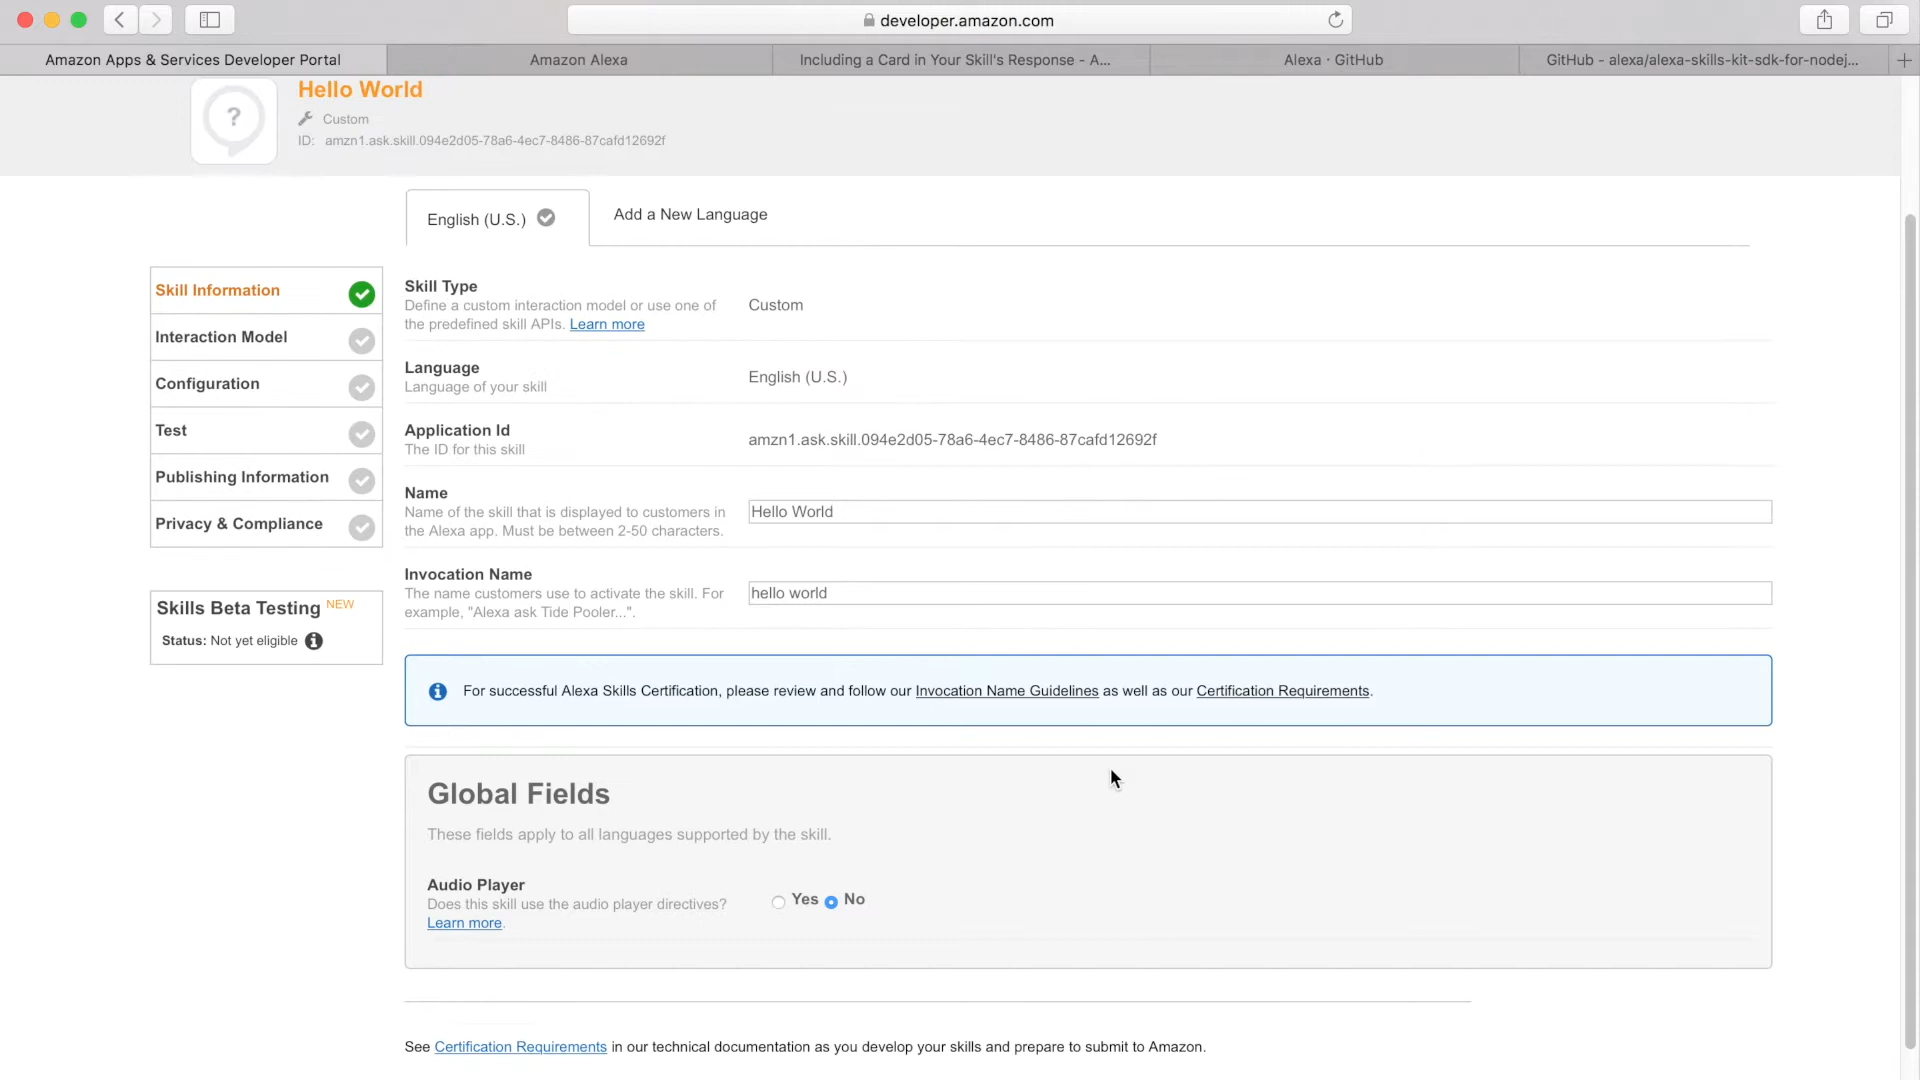 developer.amazon.com
Amazon Apps & Services Developer Portal
Amazon Alexa
Including a Card in Your Skill's Response - A...
Alexa · GitHub
GitHub - alexa/alexa-skills-kit-sdk-for-nodej...
Hello World
Custom
ID: amzn1.ask.skill.094e2d05-78a6-4ec7-8486-87cafd12692f
English (U.S.)
Add a New Language
Skill Information
Interaction Model
Configuration
Test
Publishing Information
Privacy & Compliance
Skills Beta Testing NEW
Status: Not yet eligible
Skill Type
Define a custom interaction model or use one of
the predefined skill APIs. Learn more
Custom
Language
Language of your skill
English (U.S.)
Application Id
The ID for this skill
amzn1.ask.skill.094e2d05-78a6-4ec7-8486-87cafd12692f
Name
Name of the skill that is displayed to customers in
the Alexa app. Must be between 2-50 characters.
Hello World
Invocation Name
The name customers use to activate the skill. For
example, "Alexa ask Tide Pooler...".
hello world
For successful Alexa Skills Certification, please review and follow our Invocation Name Guidelines as well as our Certification Requirements.
Global Fields
These fields apply to all languages supported by the skill.
Audio Player
Does this skill use the audio player directives?
Learn more.
Yes No
See Certification Requirements in our technical documentation as you develop your skills and prepare to submit to Amazon.